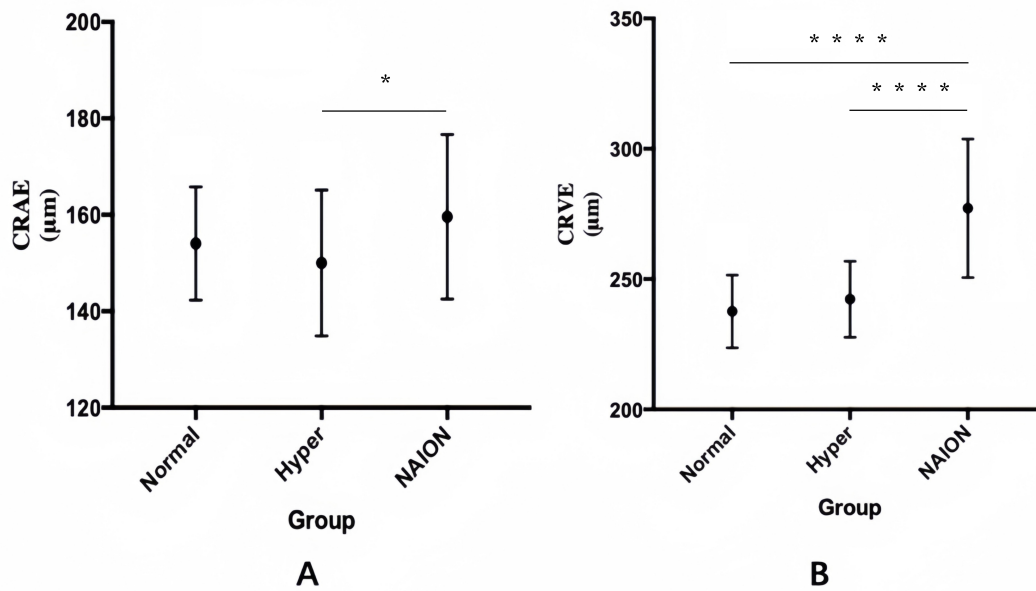 200
180
160
140
120
CRAE
(μm)
*
Normal
Hyper
NAION
Group
A
350
300
250
200
CRVE
(μm)
* * * *
* * * *
Normal
Hyper
NAION
Group
B